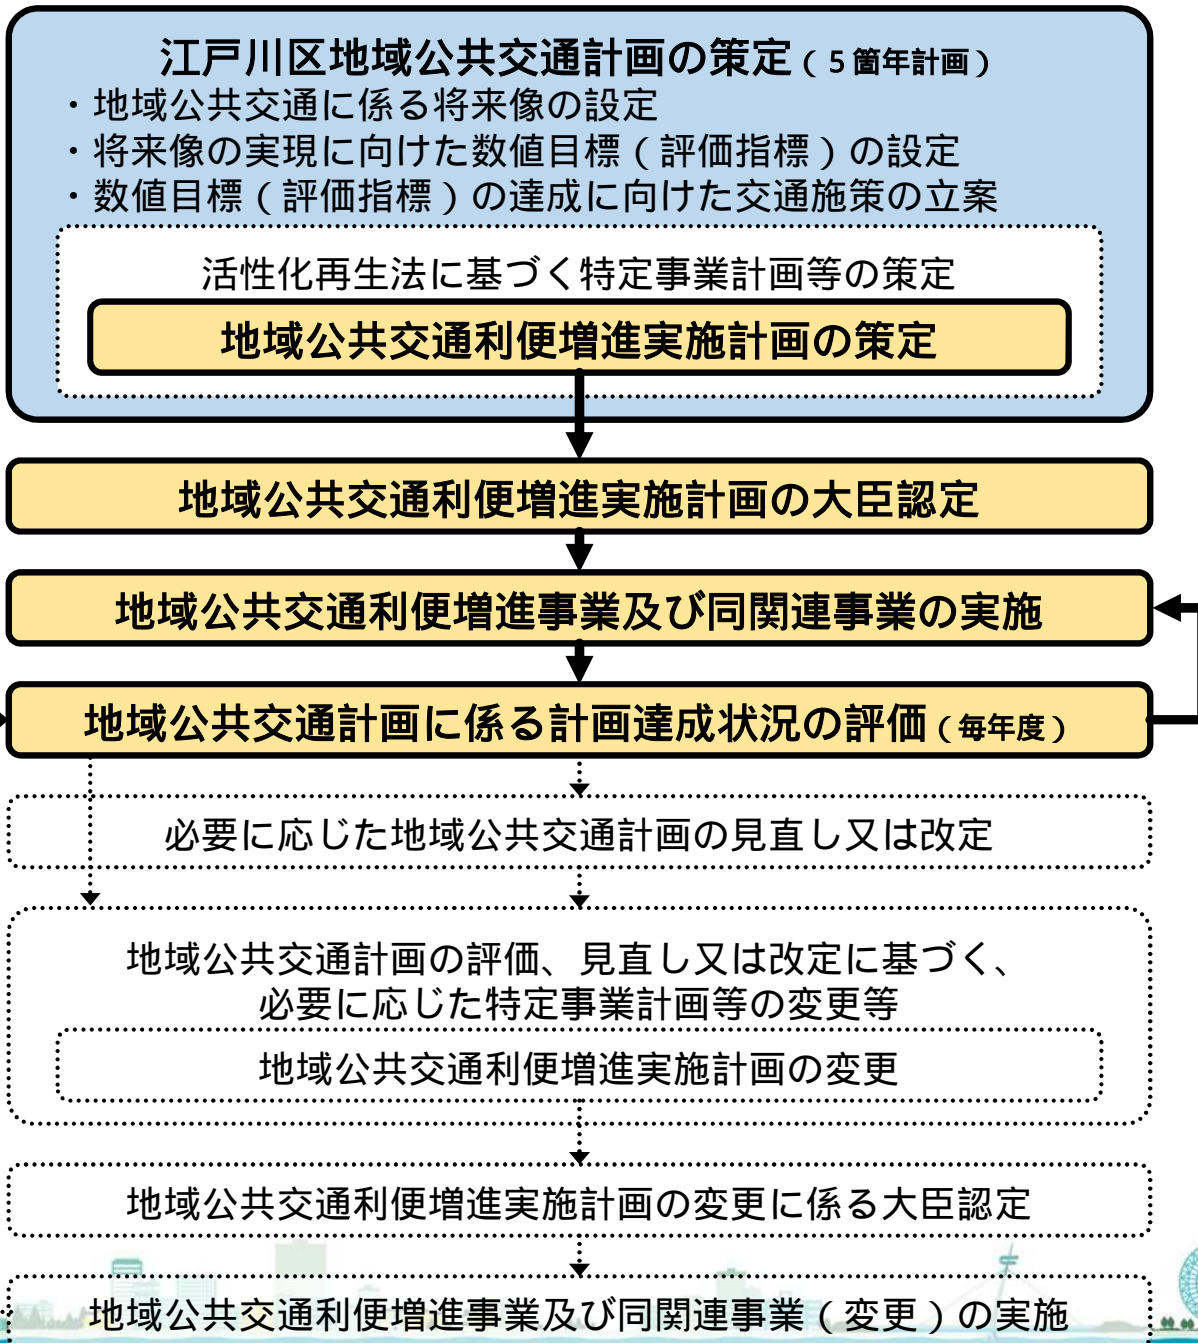 江戸川区地域公共交通計画の策定（５箇年計画）
・地域公共交通に係る将来像の設定
・将来像の実現に向けた数値目標（評価指標）の設定
・数値目標（評価指標）の達成に向けた交通施策の立案
活性化再生法に基づく特定事業計画等の策定
地域公共交通利便増進実施計画の策定
地域公共交通利便増進実施計画の大臣認定
地域公共交通利便増進事業及び同関連事業の実施
地域公共交通計画に係る計画達成状況の評価（毎年度）
必要に応じた地域公共交通計画の見直し又は改定
地域公共交通計画の評価、見直し又は改定に基づく、
必要に応じた特定事業計画等の変更等
地域公共交通利便増進実施計画の変更
地域公共交通利便増進実施計画の変更に係る大臣認定
地域公共交通利便増進事業及び同関連事業（変更）の実施